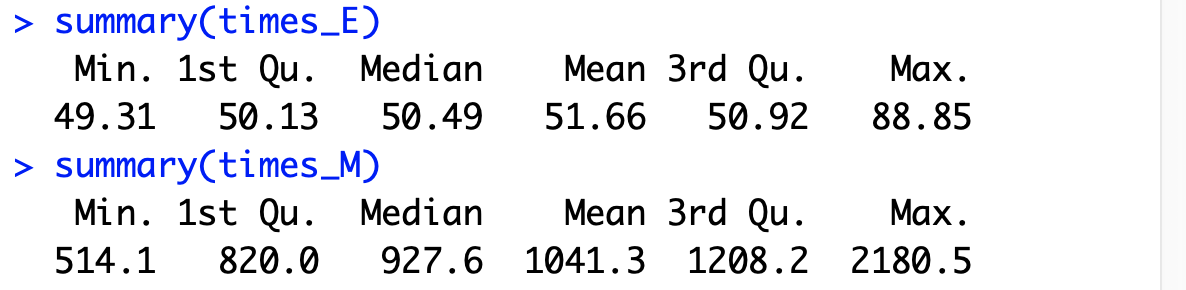 > summary(times_E)
Min. 1st Qu. Median Mean 3rd Qu. Max.
49.31 50.13 50.49 51.66 50.92 88.85
> summary(times_M)
Min. 1st Qu. Median Mean 3rd Qu. Max.
514.1 820.0 927.6 1041.3 1208.2 2180.5